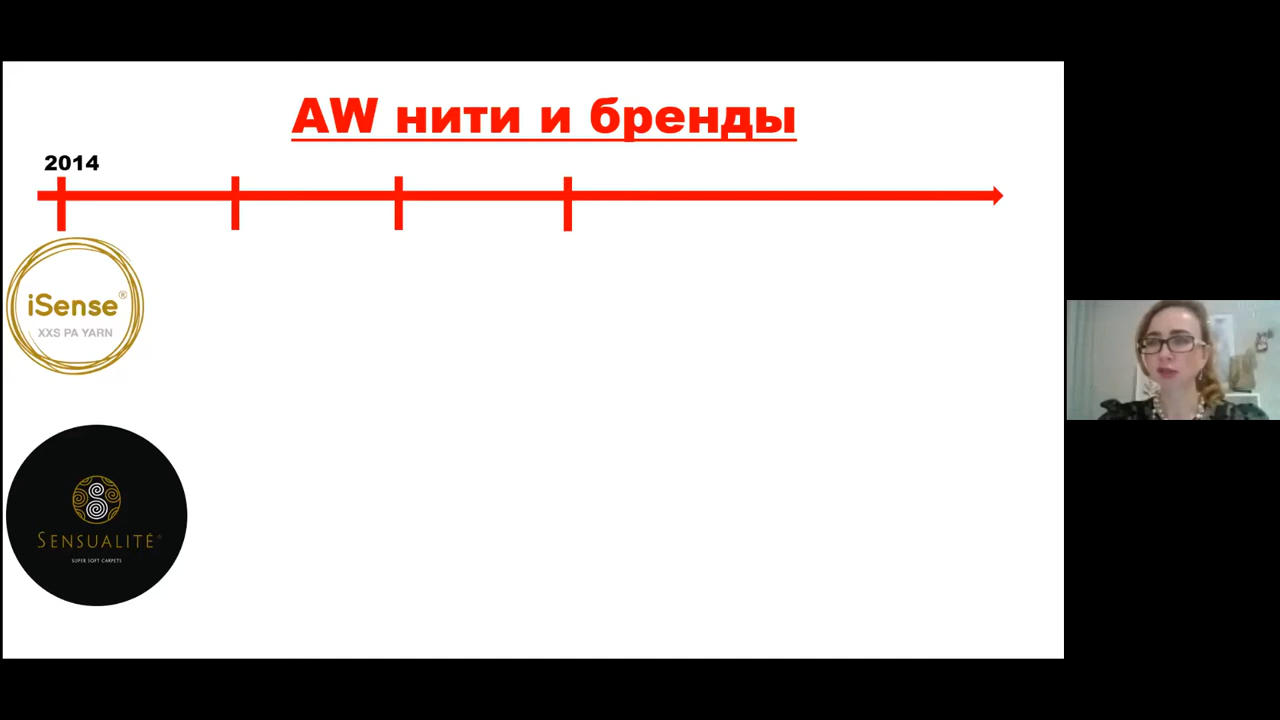 AW нити и бренды
2014
iSense®
XXS PA YARN
SENSUALITÉ®
SUPER SOFT CARPETS